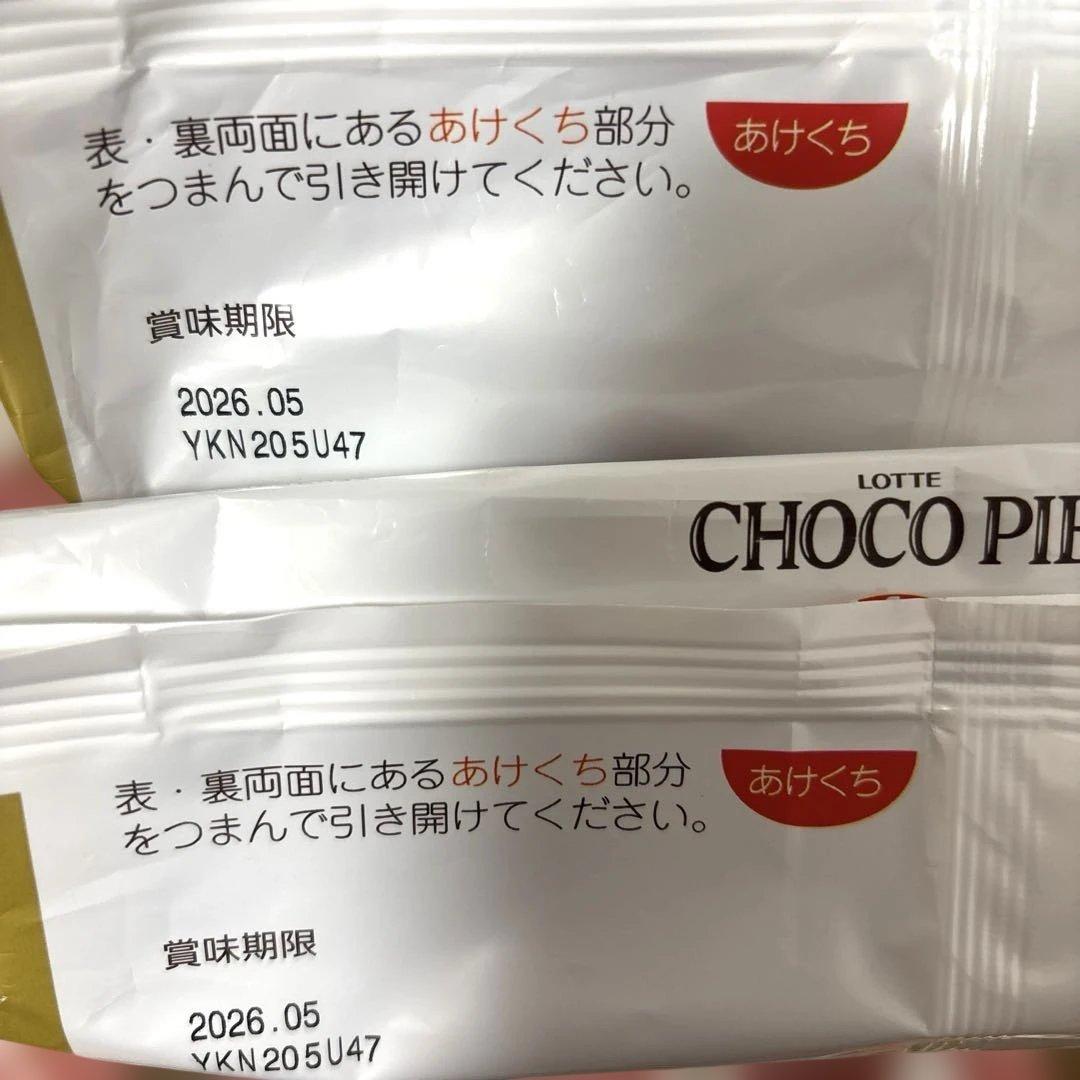 表・裏両面にあるあけくち部分
をつまんで引き開けてください。
あけくち
賞味期限
2026.05
YKN205U47
LOTTE
CHOCO PIE
表・裏両面にあるあけくち部分
をつまんで引き開けてください。
あけくち
賞味期限
2026.05
YKN205U47